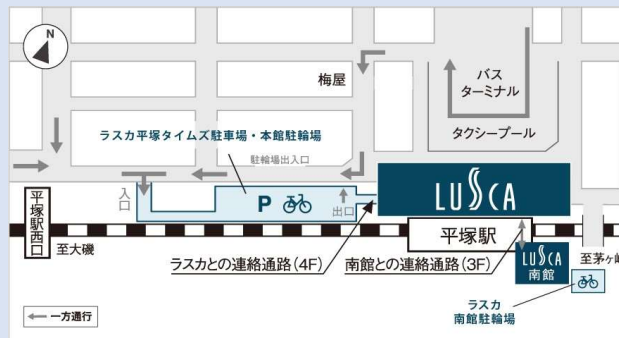 N
梅屋
バス
ターミナル
タクシープール
ラスカ平塚タイムズ駐車場・本館駐輪場
駐輪場出入口
入口
P
出口
LUSCA
平塚駅西口
至大磯
平塚駅
ラスカとの連絡通路(4F)
南館との連絡通路(3F)
LUSCA
南館
至茅ヶ
ラスカ
南館駐輪場
一方通行